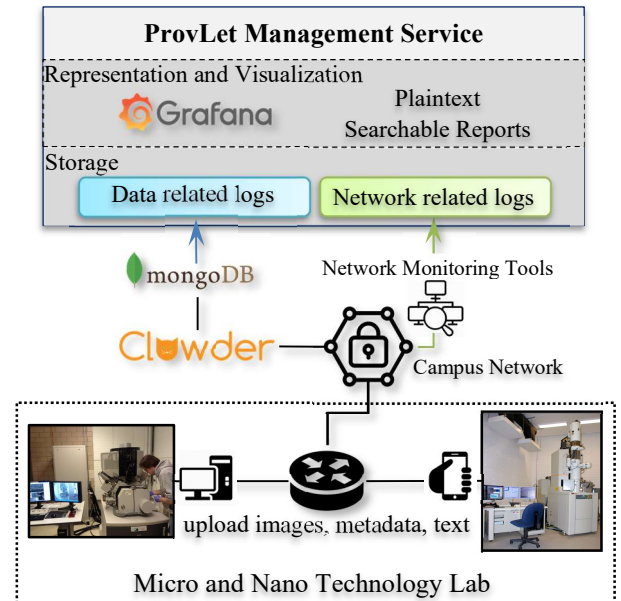 ProvLet Management Service
Representation and Visualization
Grafana
Plaintext
Searchable Reports
Storage
Data related logs
Network related logs
mongoDB
Network Monitoring Tools
Clowder
Campus Network
upload images, metadata, text
Micro and Nano Technology Lab